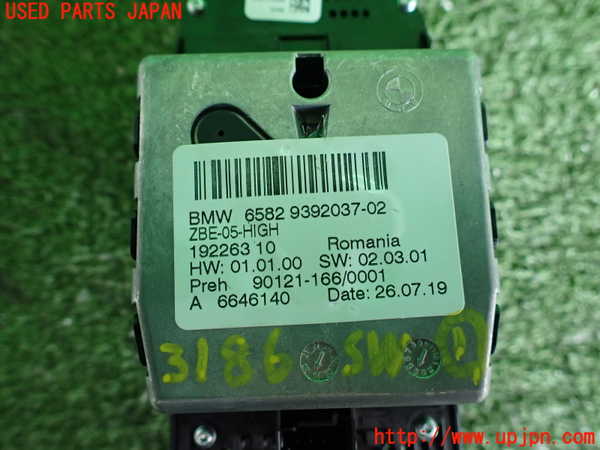 USED PARTS JAPAN
BMW 6582 9392037-02
ZBE-05-HIGH
192263 10 Romania
HW: 01.01.00 SW: 02.03.01
Preh 90121-166/0001
A 6646140 Date: 26.07.19
3186 SW
http://www.upjpn.com/